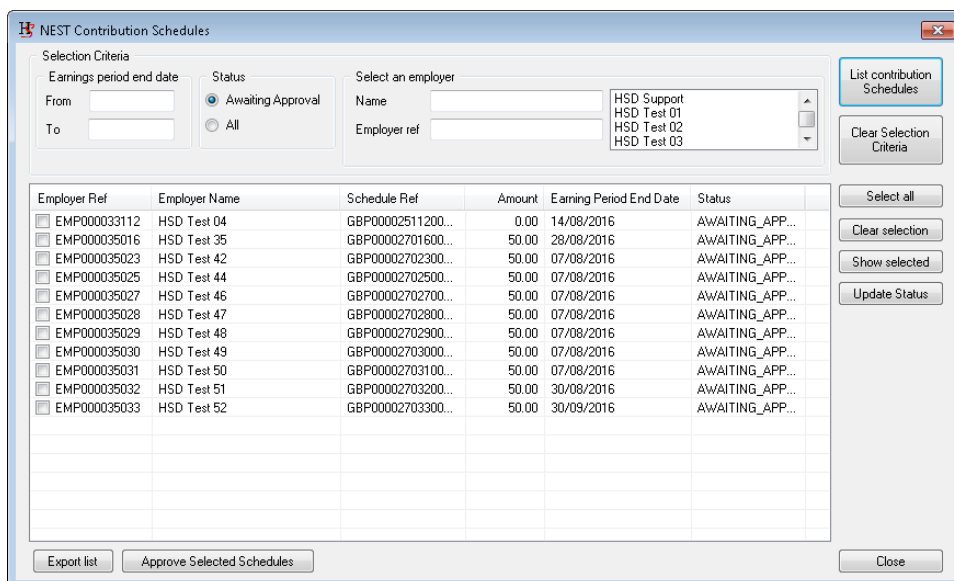 NEST Contribution Schedules
Selection Criteria
Earnings period end date
From
To
Status
Awaiting Approval
All
Select an employer
Name
Employer ref
HSD Support
HSD Test 01
HSD Test 02
HSD Test 03
List contribution
Schedules
Clear Selection
Criteria
Employer Ref Employer Name Schedule Ref Amount Earning Period End Date Status
EMP000033112 HSD Test 04 GBP00002511200... 0.00 14/08/2016 AWAITING_APP...
EMP000035016 HSD Test 35 GBP00002701600... 50.00 28/08/2016 AWAITING_APP...
EMP000035023 HSD Test 42 GBP00002702300... 50.00 07/08/2016 AWAITING_APP...
EMP000035025 HSD Test 44 GBP00002702500... 50.00 07/08/2016 AWAITING_APP...
EMP000035027 HSD Test 46 GBP00002702700... 50.00 07/08/2016 AWAITING_APP...
EMP000035028 HSD Test 47 GBP00002702800... 50.00 07/08/2016 AWAITING_APP...
EMP000035029 HSD Test 48 GBP00002702900... 50.00 07/08/2016 AWAITING_APP...
EMP000035030 HSD Test 49 GBP00002703000... 50.00 07/08/2016 AWAITING_APP...
EMP000035031 HSD Test 50 GBP00002703100... 50.00 07/08/2016 AWAITING_APP...
EMP000035032 HSD Test 51 GBP00002703200... 50.00 30/08/2016 AWAITING_APP...
EMP000035033 HSD Test 52 GBP00002703300... 50.00 30/09/2016 AWAITING_APP...
Select all
Clear selection
Show selected
Update Status
Export list
Approve Selected Schedules
Close